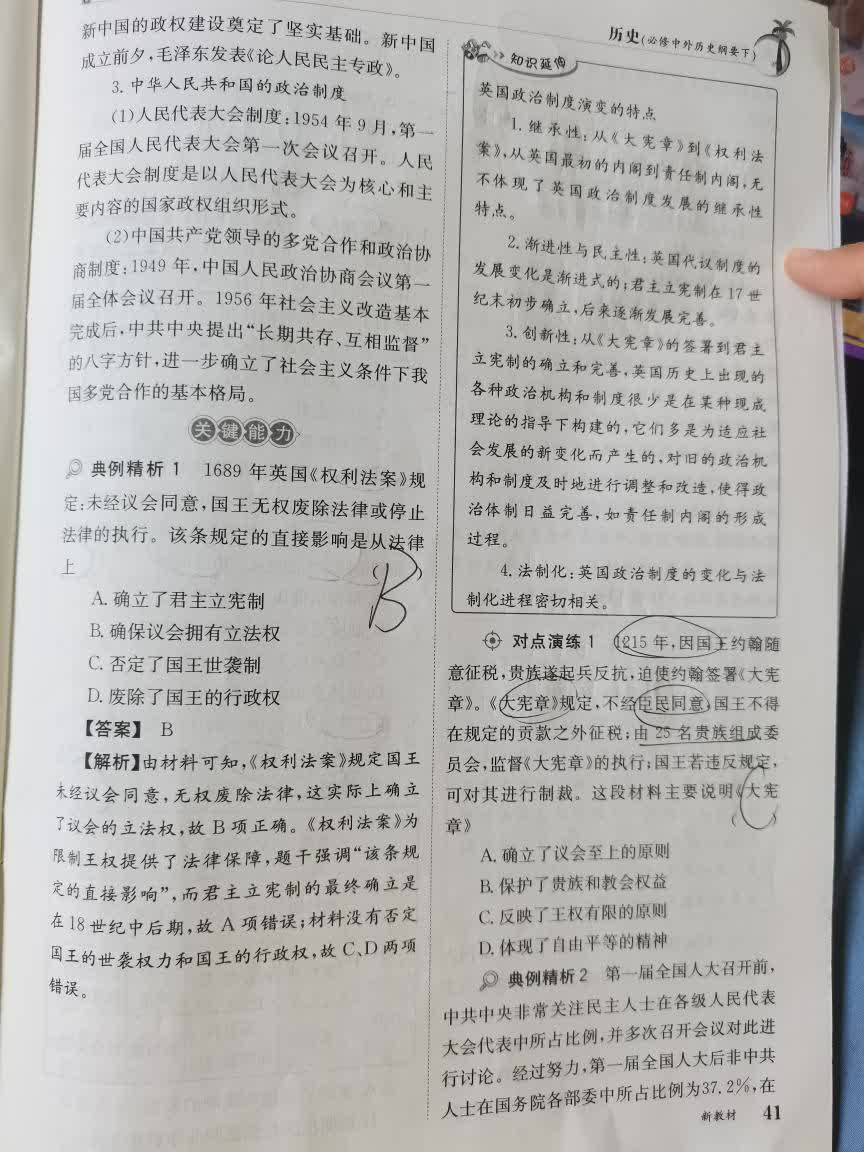 历史(必修中外历史纲要下)
新中国的政权建设奠定了坚实基础。新中国
成立前夕,毛泽东发表《论人民民主专政》。
3.中华人民共和国的政治制度
(1)人民代表大会制度:1954年9月,第一
届全国人民代表大会第一次会议召开。人民
代表大会制度是以人民代表大会为核心和主
要内容的国家政权组织形式。
(2)中国共产党领导的多党合作和政治协
商制度:1949年,中国人民政治协商会议第一
届全体会议召开。1956年社会主义改造基本
完成后,中共中央提出“长期共存、互相监督”
的八字方针,进一步确立了社会主义条件下我
国多党合作的基本格局。
关键能力
典例精析1 1689年英国《权利法案》规
定:未经议会同意,国王无权废除法律或停止
法律的执行。该条规定的直接影响是从法律
上 ( B )
A.确立了君主立宪制
B.确保议会拥有立法权
C.否定了国王世袭制
D.废除了国王的行政权
【答案】 B
【解析】由材料可知,《权利法案》规定国王
未经议会同意,无权废除法律,这实际上确立
了议会的立法权,故B项正确。《权利法案》为
限制王权提供了法律保障,题干强调“该条规
定的直接影响”,而君主立宪制的最终确立是
在18世纪中后期,故A项错误;材料没有否定
国王的世袭权力和国王的行政权,故C、D两项
错误。
知识延伸
英国政治制度演变的特点
1.继承性:从《大宪章》到《权利法
案》,从英国最初的内阁到责任制内阁,无
不体现了英国政治制度发展的继承性
特点。
2.渐进性与民主性:英国代议制度的
发展变化是渐进式的;君主立宪制在17世
纪末初步确立,后来逐渐发展完善。
3.创新性:从《大宪章》的签署到君主
立宪制的确立和完善,英国历史上出现的
各种政治机构和制度很少是在某种现成
理论的指导下构建的,它们多是为适应社
会发展的新变化而产生的,对旧的政治机
构和制度及时地进行调整和改造,使得政
治体制日益完善,如责任制内阁的形成
过程。
4.法制化:英国政治制度的变化与法
制化进程密切相关。
对点演练1 1215年,因国王约翰随
意征税,贵族遂起兵反抗,迫使约翰签署《大宪
章》。《大宪章》规定,不经臣民同意,国王不得
在规定的贡款之外征税;由25名贵族组成委
员会,监督《大宪章》的执行;国王若违反规定,
可对其进行制裁。这段材料主要说明《大宪
章》 ( C )
A.确立了议会至上的原则
B.保护了贵族和教会权益
C.反映了王权有限的原则
D.体现了自由平等的精神
典例精析2 第一届全国人大召开前,
中共中央非常关注民主人士在各级人民代表
大会代表中所占比例,并多次召开会议对此进
行讨论。经过努力,第一届全国人大后非中共
人士在国务院各部委中所占比例为37.2%,在
新教材 41